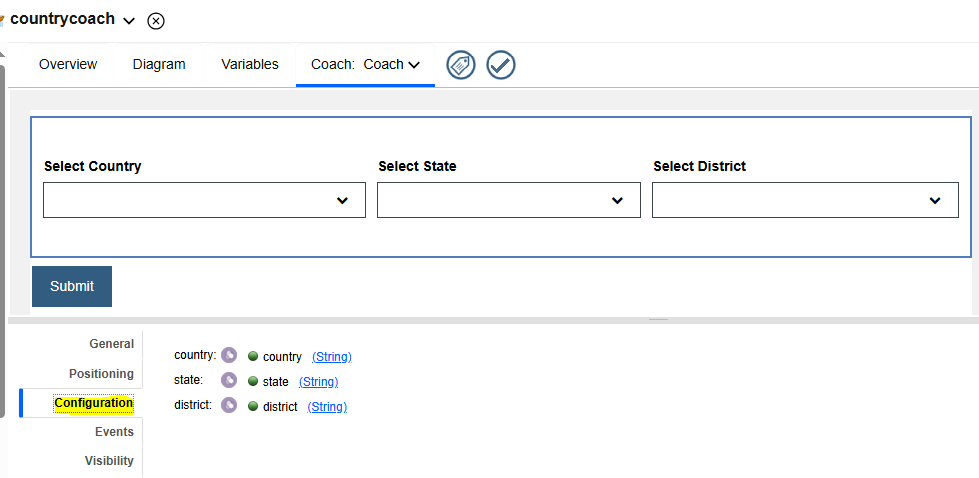 countrycoach
Overview Diagram Variables Coach: Coach
Select Country Select State Select District
Submit
General
Positioning
Configuration
Events
Visibility
country: country (String)
state: state (String)
district: district (String)